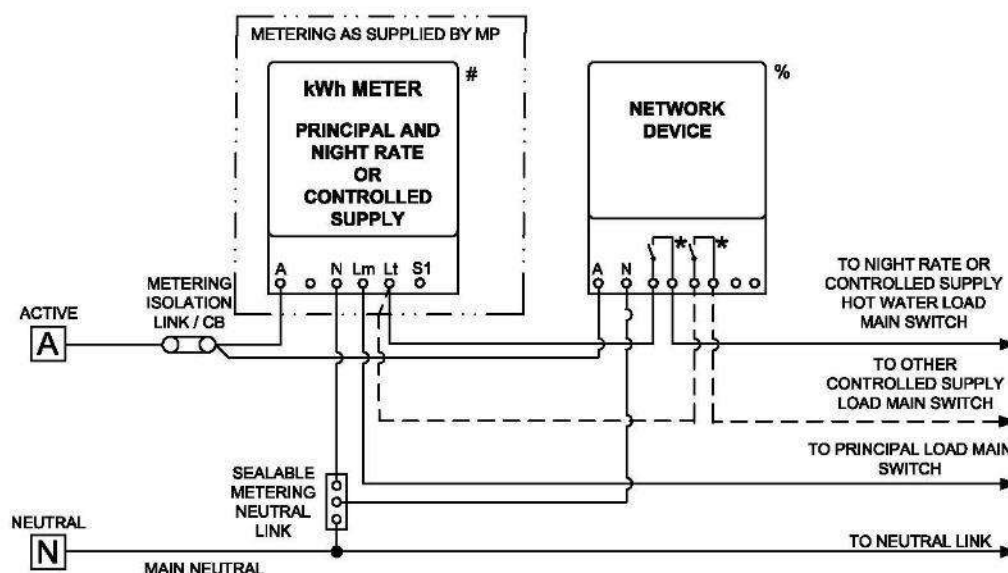 METERING AS SUPPLIED BY MP
#
kWh METER
PRINCIPAL AND
NIGHT RATE
OR
CONTROLLED
SUPPLY
A N Lm Lt S1
%
NETWORK
DEVICE
* *
A N
METERING
ISOLATION
LINK / CB
ACTIVE
A
TO NIGHT RATE OR
CONTROLLED SUPPLY
HOT WATER LOAD
MAIN SWITCH
TO OTHER
CONTROLLED SUPPLY
LOAD MAIN SWITCH
TO PRINCIPAL LOAD MAIN
SWITCH
SEALABLE
METERING
NEUTRAL
LINK
NEUTRAL
N
MAIN NEUTRAL
TO NEUTRAL LINK